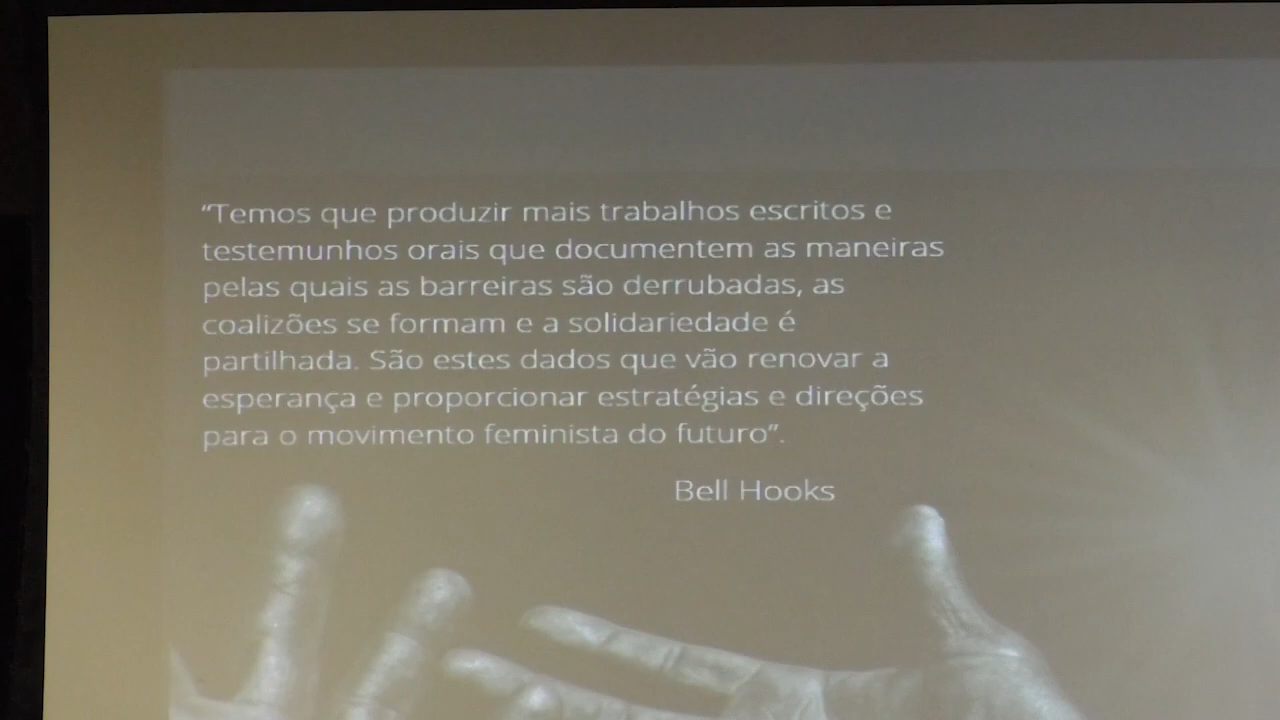 “Temos que produzir mais trabalhos escritos e
testemunhos orais que documentem as maneiras
pelas quais as barreiras são derrubadas, as
coalizões se formam e a solidariedade é
partilhada. São estes dados que vão renovar a
esperança e proporcionar estratégias e direções
para o movimento feminista do futuro”.
Bell Hooks